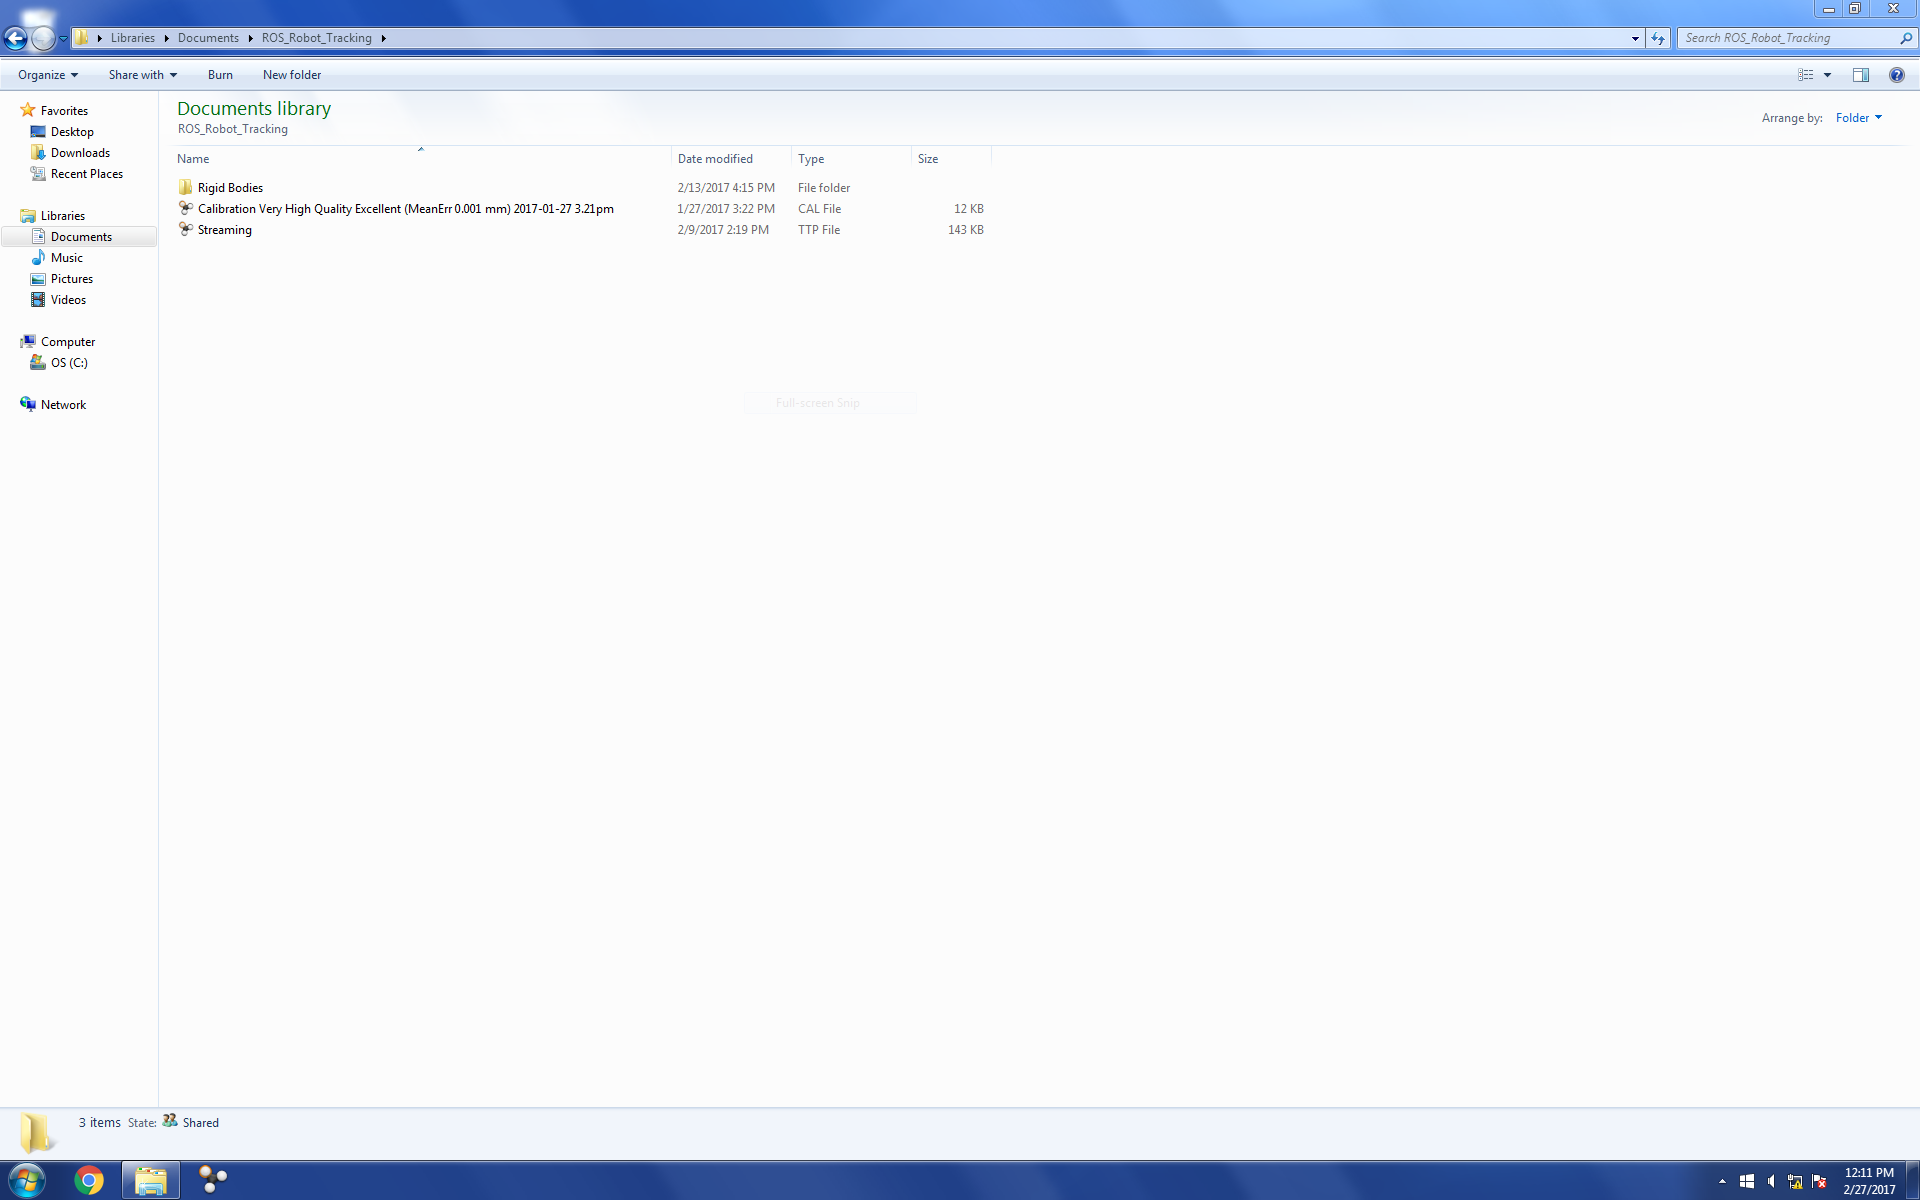 Libraries Documents ROS_Robot_Tracking
Search ROS_Robot_Tracking
Organize Share with Burn New folder
Favorites
Desktop
Downloads
Recent Places
Libraries
Documents
Music
Pictures
Videos
Computer
OS (C:)
Network
Documents library
ROS_Robot_Tracking
Arrange by: Folder
Name Date modified Type Size
Rigid Bodies 2/13/2017 4:15 PM File folder
Calibration Very High Quality Excellent (MeanErr 0.001 mm) 2017-01-27 3.21pm 1/27/2017 3:22 PM CAL File 12 KB
Streaming 2/9/2017 2:19 PM TTP File 143 KB
Full-screen Snip
3 items State: Shared
12:11 PM
2/27/2017